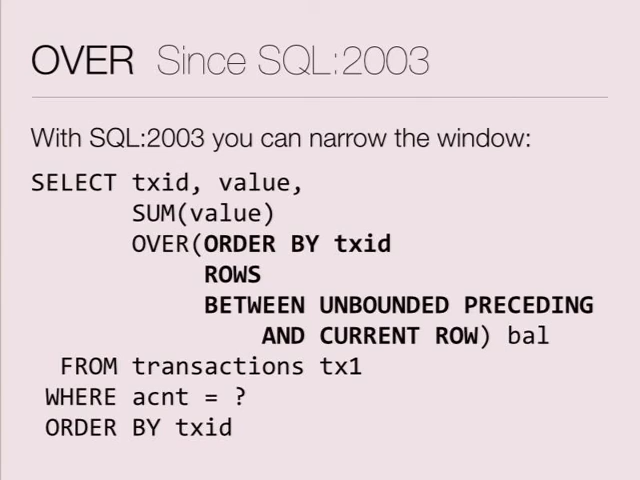 OVER Since SQL:2003
With SQL:2003 you can narrow the window:
SELECT txid, value,
SUM(value)
OVER(ORDER BY txid
ROWS
BETWEEN UNBOUNDED PRECEDING
AND CURRENT ROW) bal
FROM transactions tx1
WHERE acnt = ?
ORDER BY txid